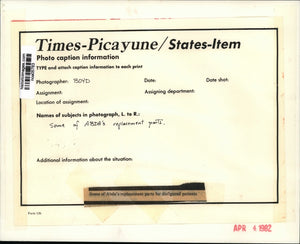 Times-Picayune/States-Item
Photo caption information
TYPE and attach caption information to each print
Photographer: BOYD Date: Date shot:
Assignment: Assigning department:
Location of assignment:
Names of subjects in photograph, L. to R.:
Some of ABDA's replacement parts.
Additional information about the situation:
Some of Abda's replacement parts for disfigured patients
APR 4 1982